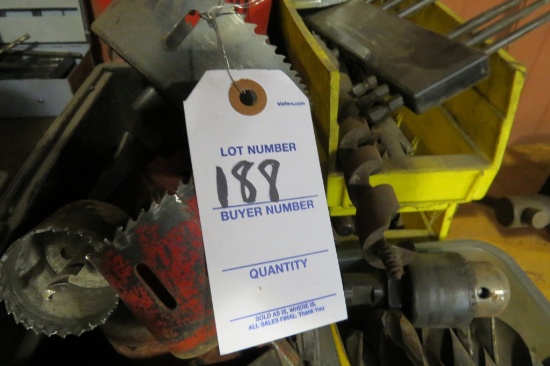 kiefers.com
LOT NUMBER
188
BUYER NUMBER
QUANTITY
SOLD AS IS, WHERE IS.
ALL SALES FINAL. Thank You